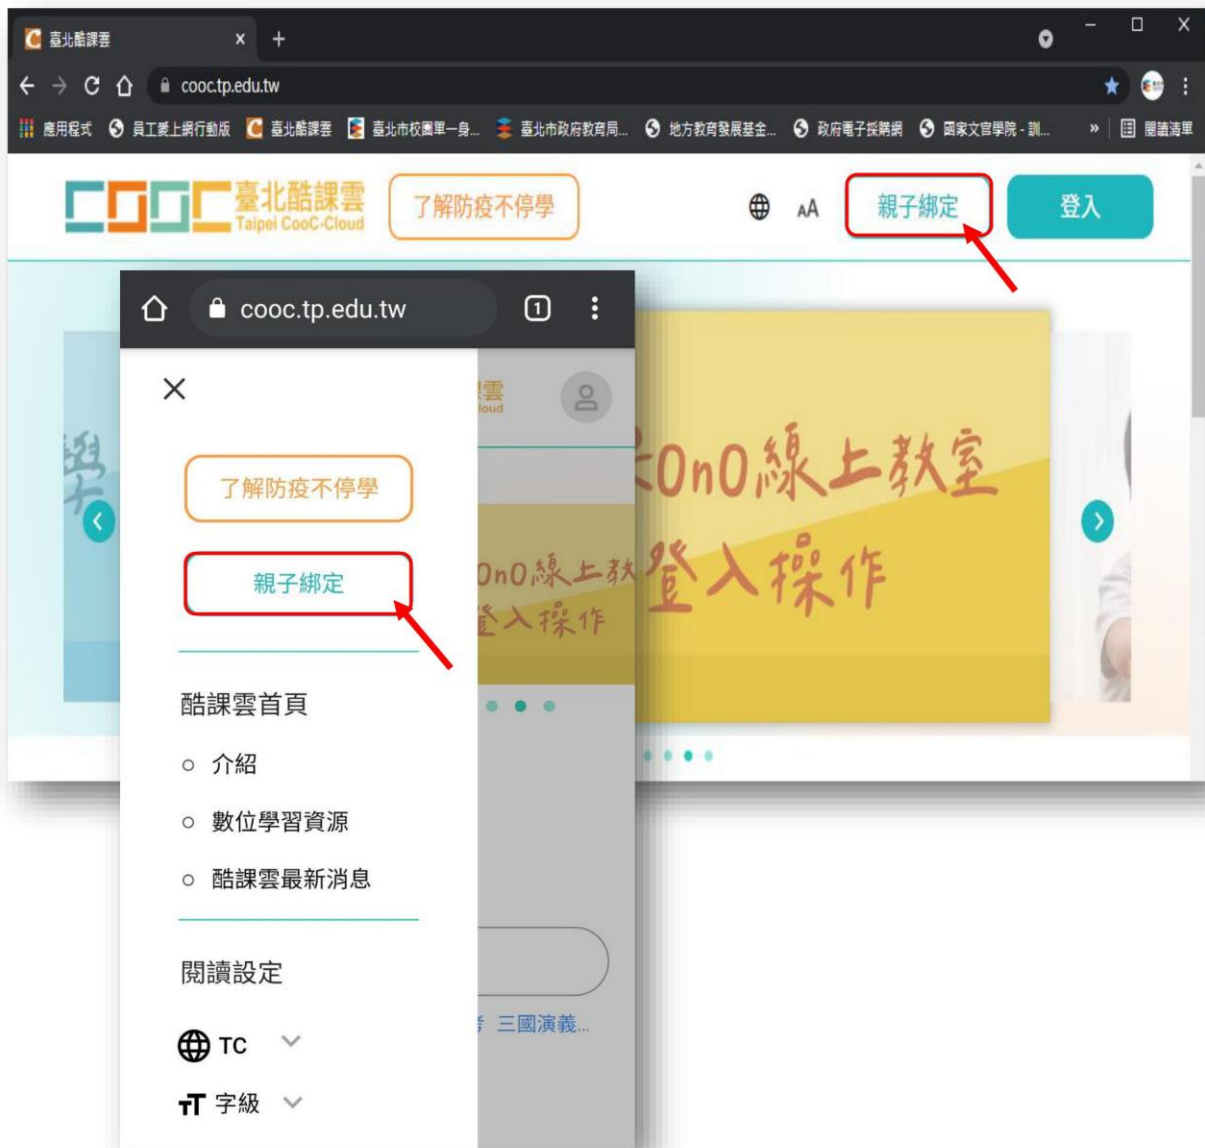 臺北酷課雲
cooc.tp.edu.tw
應用程式 員工愛上網行動版 臺北酷課雲 臺北市校園單一身... 臺北市政府教育局... 地方教育發展基金... 政府電子採購網 國家文官學院 - 訓... » 閱讀清單
COOC 臺北酷課雲 Taipei CooC-Cloud 了解防疫不停學 AA 親子綁定 登入
學
OnO線上教室
登入操作
cooc.tp.edu.tw 1
雲
loud
了解防疫不停學
親子綁定
OnO線上教
登入操作
酷課雲首頁
介紹
數位學習資源
酷課雲最新消息
閱讀設定
三國演義...
TC
TT 字級